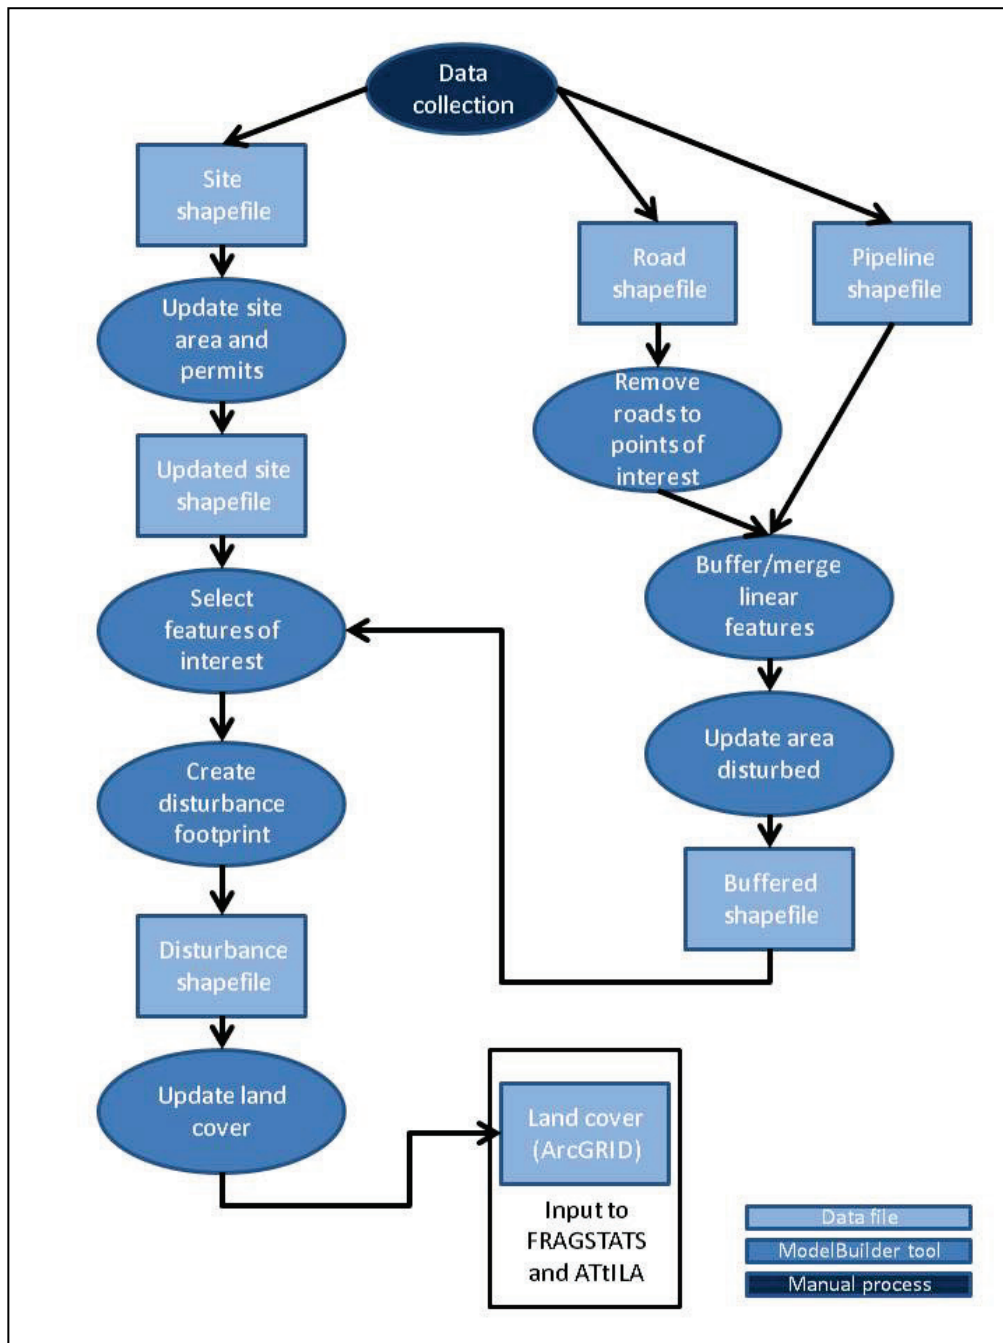 Data
collection
Site
shapefile
Road
shapefile
Pipeline
shapefile
Update site
area and
permits
Remove
roads to
points of
interest
Updated site
shapefile
Buffer/merge
linear
features
Select
features of
interest
Update area
disturbed
Create
disturbance
footprint
Buffered
shapefile
Disturbance
shapefile
Update land
cover
Land cover
(ArcGRID)
Input to
FRAGSTATS
and ATtILA
Data file
ModelBuilder tool
Manual process